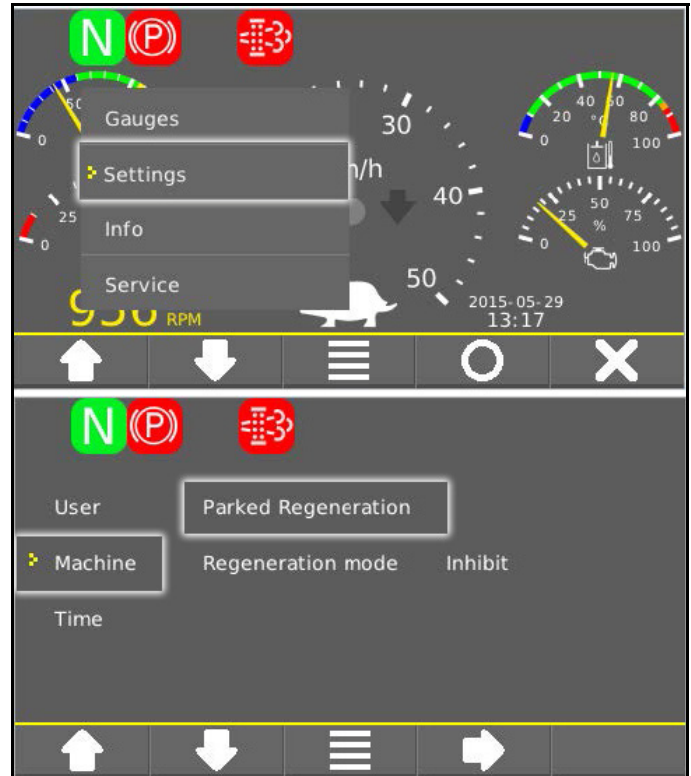 N (P)
Gauges
30
40 60
20 80
0
0 100
Settings
40
50
25
25 75
%
Info
0
0 100
Service
50
2015-05-29
RPM
13:17
N (P)
User Parked Regeneration
Machine Regeneration mode Inhibit
Time